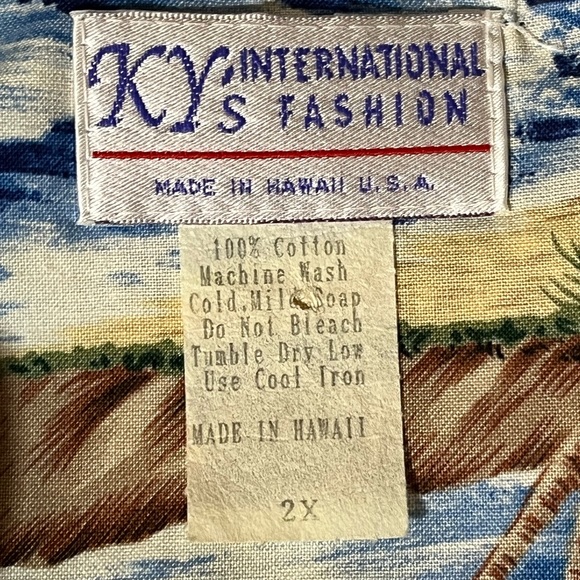 KY'S INTERNATIONAL
FASHION
MADE IN HAWAII U.S.A.
100% Cotton
Machine Wash
Cold, Mild Soap
Do Not Bleach
Tumble Dry Low
Use Cool Iron
MADE IN HAWAII
2X